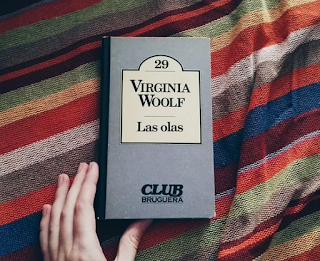 29
VIRGINIA
WOOLF
Las olas
CLUB
BRUGUERA